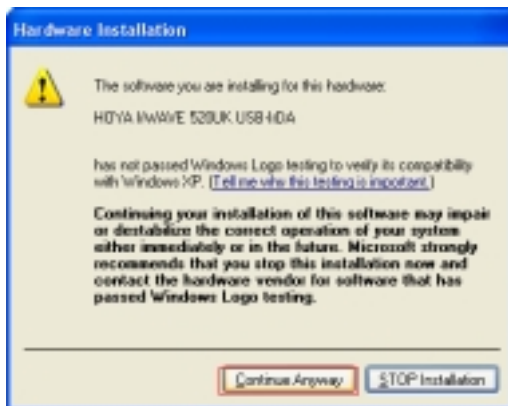 Hardware Installation
The software you are installing for this hardware:
USB
has not passed Windows Logo testing to verify its compatibility
with Windows XP. (Tell me why this testing is important.)
Continuing your installation of this software may impair
or destabilize the correct operation of your system
either immediately or in the future. Microsoft strongly
recommends that you stop this installation now and
contact the hardware vendor for software that has
passed Windows Logo testing.
Continue Anyway
STOP Installation